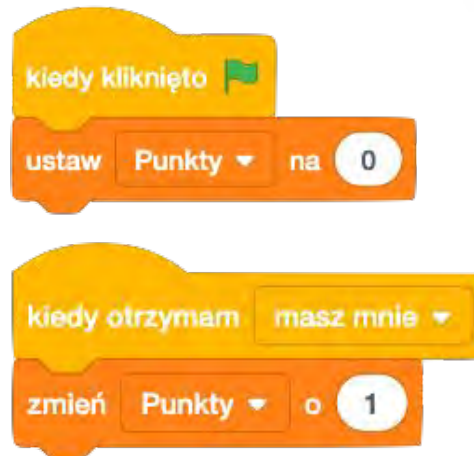 kiedy kliknięto
ustaw Punkty na 0
kiedy otrzymam masz mnie
zmień Punkty o 1